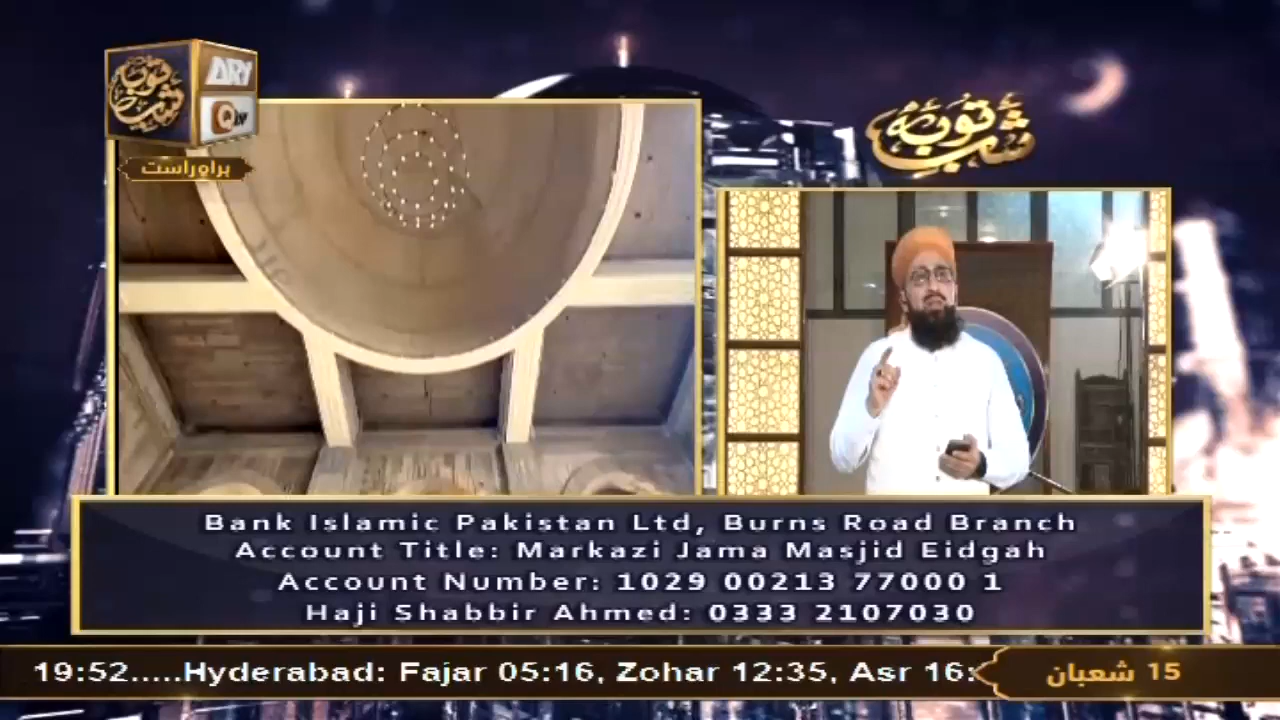 شب توبہ
ARY
Qtv
براہ راست
شب توبہ
Bank Islamic Pakistan Ltd, Burns Road Branch
Account Title: Markazi Jama Masjid Eidgah
Account Number: 1029 00213 77000 1
Haji Shabbir Ahmed: 0333 2107030
19:52.....Hyderabad: Fajar 05:16, Zohar 12:35, Asr 16:
15 شعبان